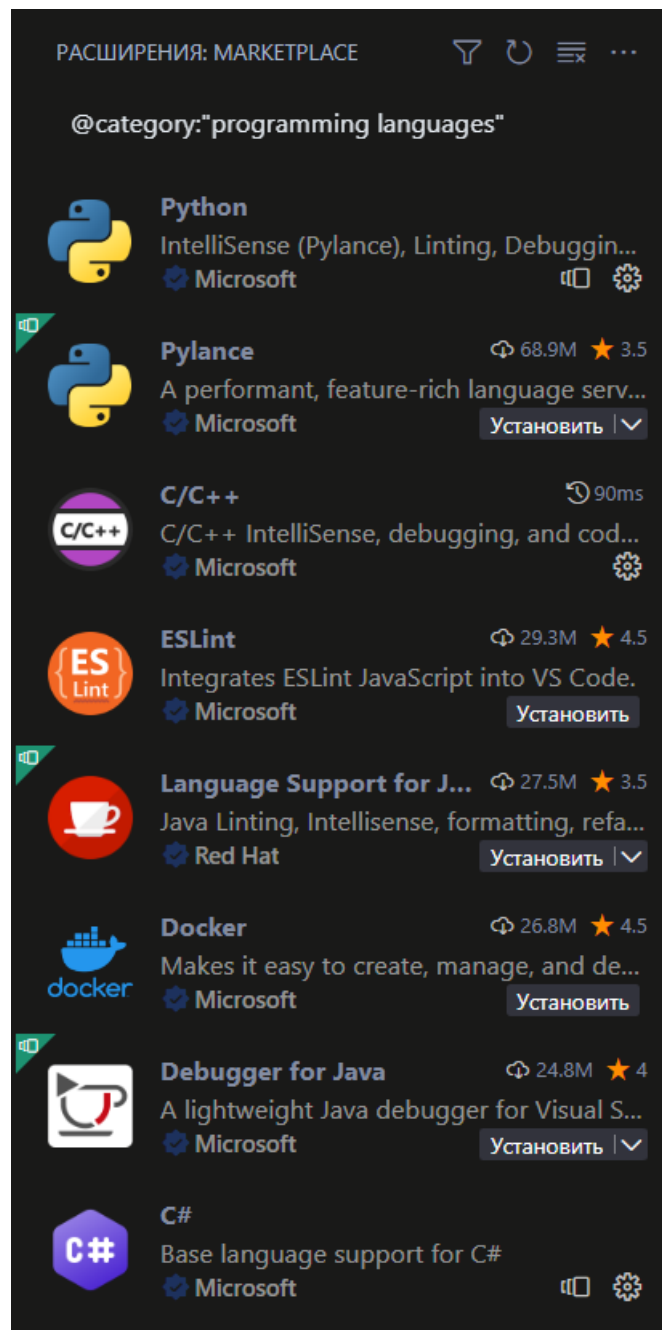 РАСШИРЕНИЯ: MARKETPLACE
@category:"programming languages"
Python
IntelliSense (Pylance), Linting, Debuggin...
Microsoft
Pylance 68.9M 3.5
A performant, feature-rich language serv...
Microsoft Установить
C/C++
C/C++ 90ms
C/C++ IntelliSense, debugging, and cod...
Microsoft
ES Lint
ESLint 29.3M 4.5
Integrates ESLint JavaScript into VS Code.
Microsoft Установить
Language Support for J... 27.5M 3.5
Java Linting, Intellisense, formatting, refa...
Red Hat Установить
Docker 26.8M 4.5
Makes it easy to create, manage, and de...
docker
Microsoft Установить
Debugger for Java 24.8M 4
A lightweight Java debugger for Visual S...
Microsoft Установить
C#
C#
Base language support for C#
Microsoft